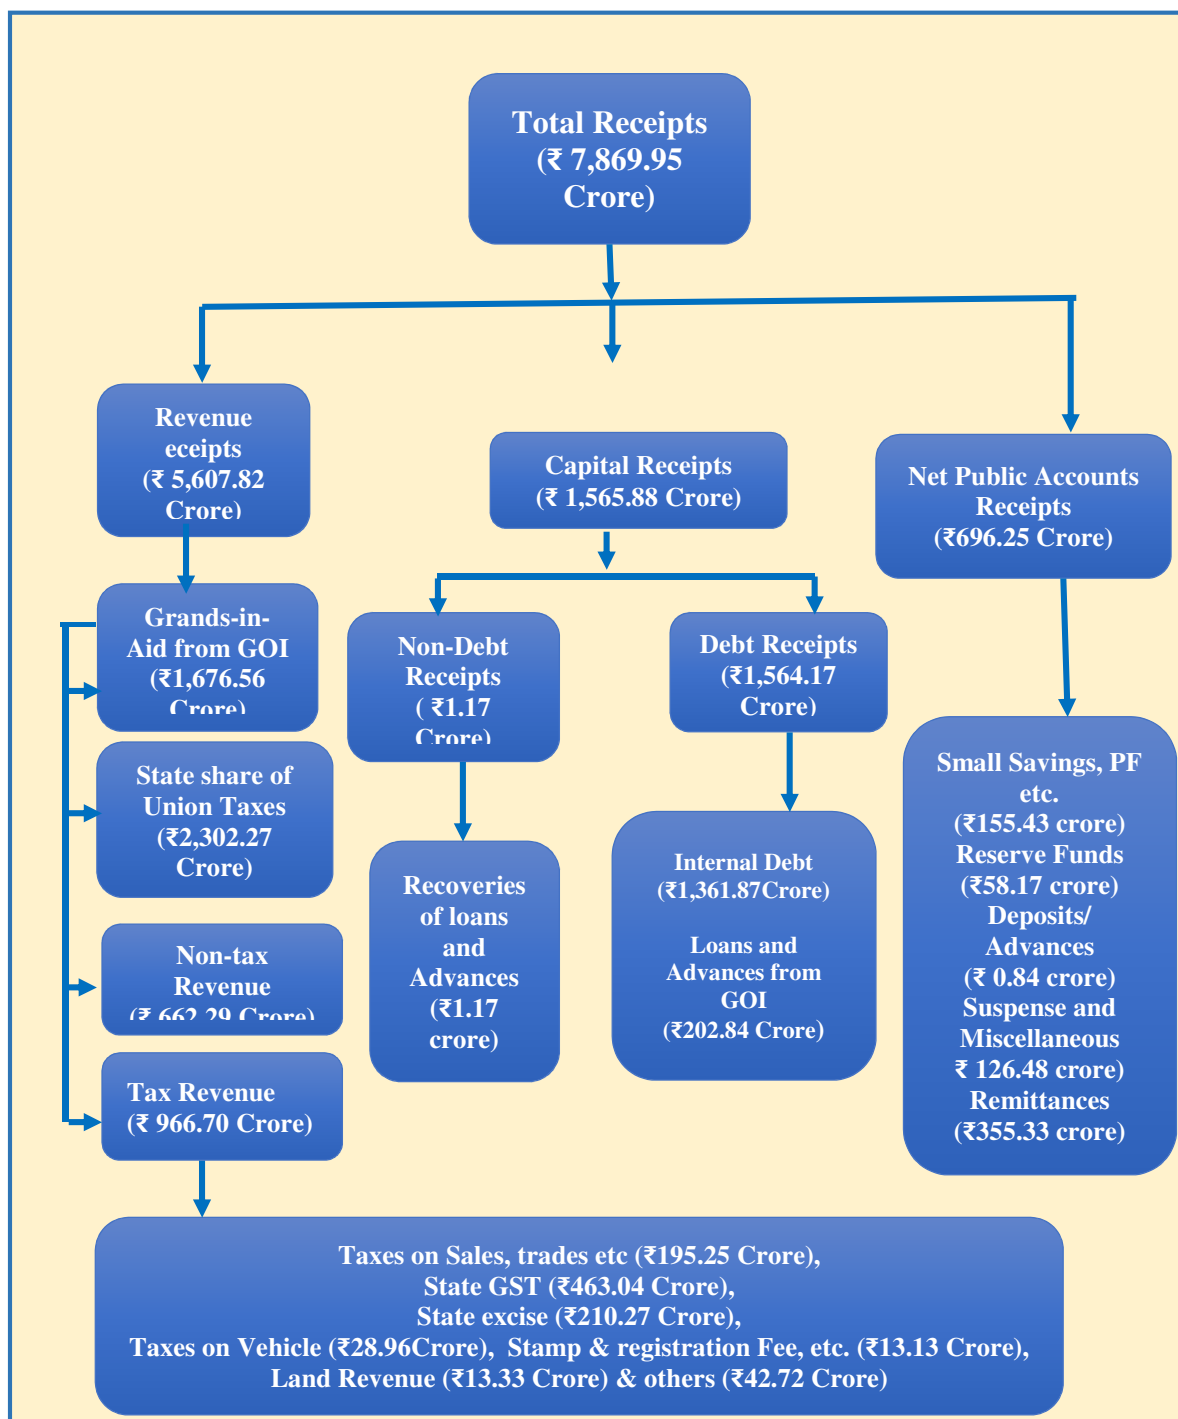 Total Receipts
(₹ 7,869.95
Crore)
Revenue
eceipts
(₹ 5,607.82
Crore)
Capital Receipts
(₹ 1,565.88 Crore)
Net Public Accounts
Receipts
(₹696.25 Crore)
Grands-in-
Aid from GOI
(₹1,676.56
Crore)
Non-Debt
Receipts
( ₹1.17
Crore)
Debt Receipts
(₹1,564.17
Crore)
State share of
Union Taxes
(₹2,302.27
Crore)
Recoveries
of loans
and
Advances
(₹1.17
crore)
Internal Debt
(₹1,361.87Crore)
Loans and
Advances from
GOI
(₹202.84 Crore)
Small Savings, PF
etc.
(₹155.43 crore)
Reserve Funds
(₹58.17 crore)
Deposits/
Advances
(₹ 0.84 crore)
Suspense and
Miscellaneous
₹ 126.48 crore)
Remittances
(₹355.33 crore)
Non-tax
Revenue
(₹ 662.29 Crore)
Tax Revenue
(₹ 966.70 Crore)
Taxes on Sales, trades etc (₹195.25 Crore),
State GST (₹463.04 Crore),
State excise (₹210.27 Crore),
Taxes on Vehicle (₹28.96Crore), Stamp & registration Fee, etc. (₹13.13 Crore),
Land Revenue (₹13.33 Crore) & others (₹42.72 Crore)